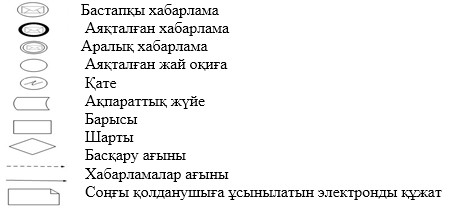 Бастапқы хабарлама
Аяқталған хабарлама
Аралық хабарлама
Аяқталған жай оқиға
Қате
Ақпараттық жүйе
Барысы
Шарты
Басқару ағыны
Хабарламалар ағыны
Соңғы қолданушыға ұсынылатын электронды құжат